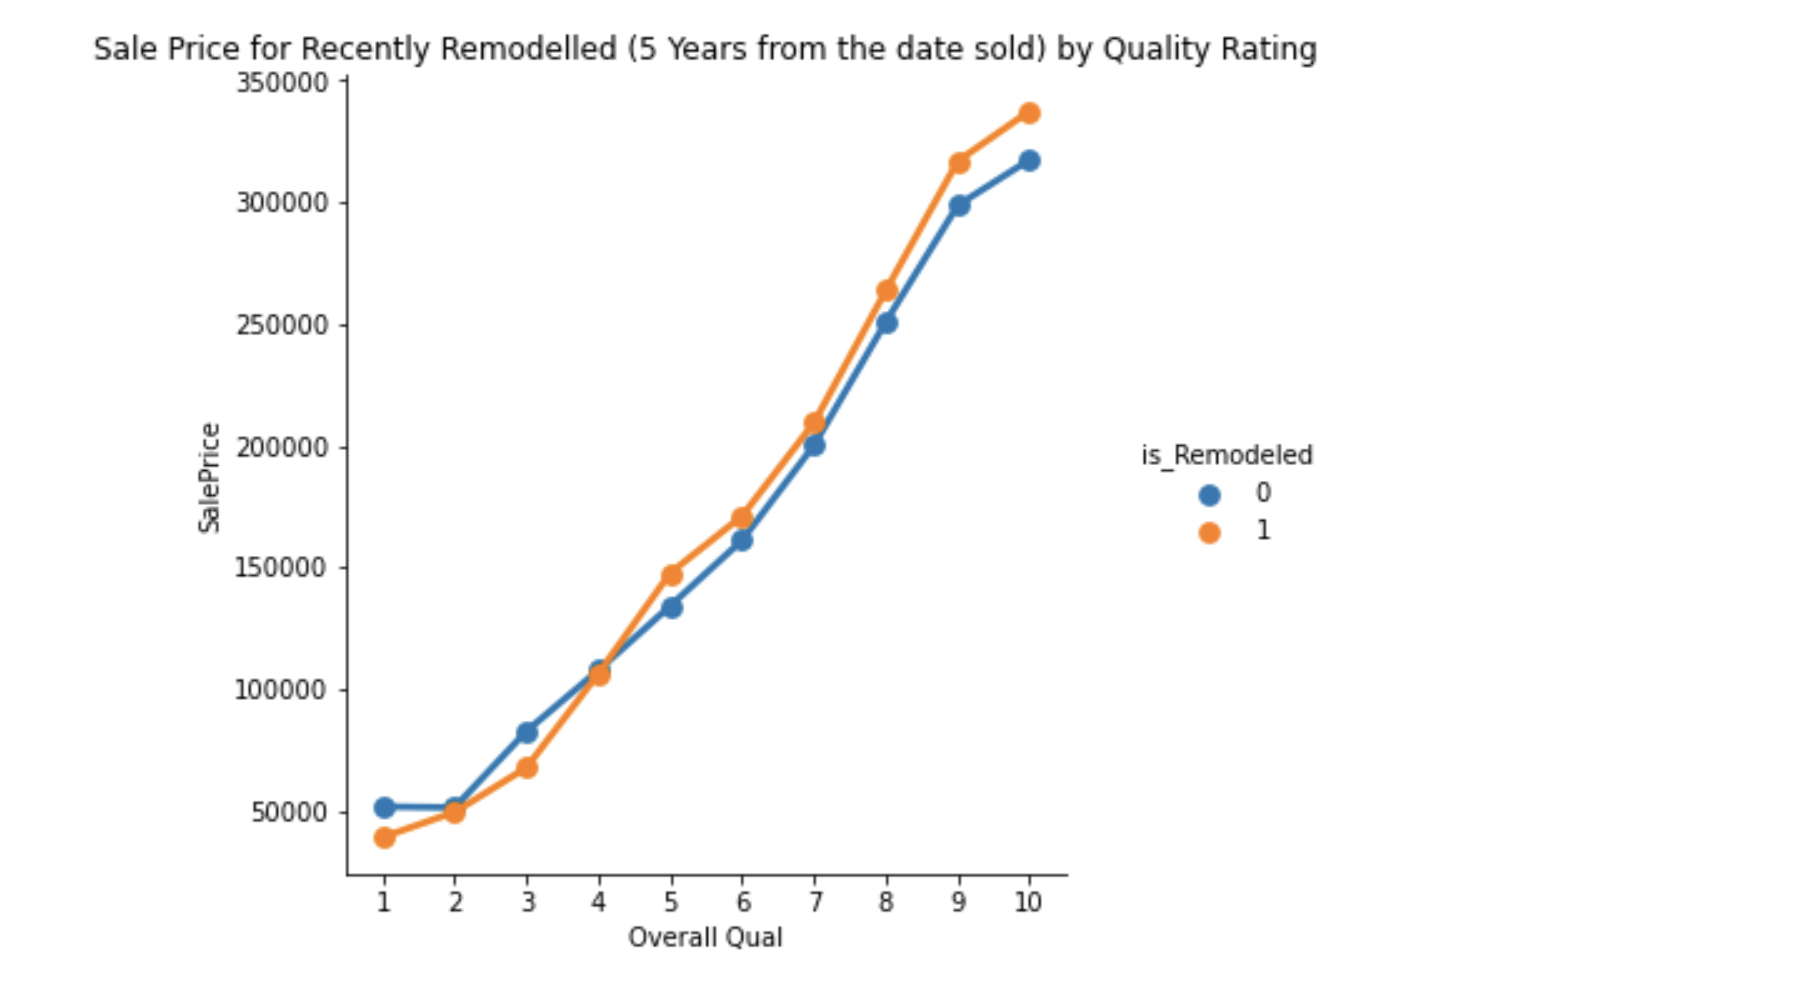 Sale Price for Recently Remodelled (5 Years from the date sold) by Quality Rating
350000
300000
250000
200000
150000
100000
50000
SalePrice
1 2 3 4 5 6 7 8 9 10
Overall Qual
is_Remodeled
0
1